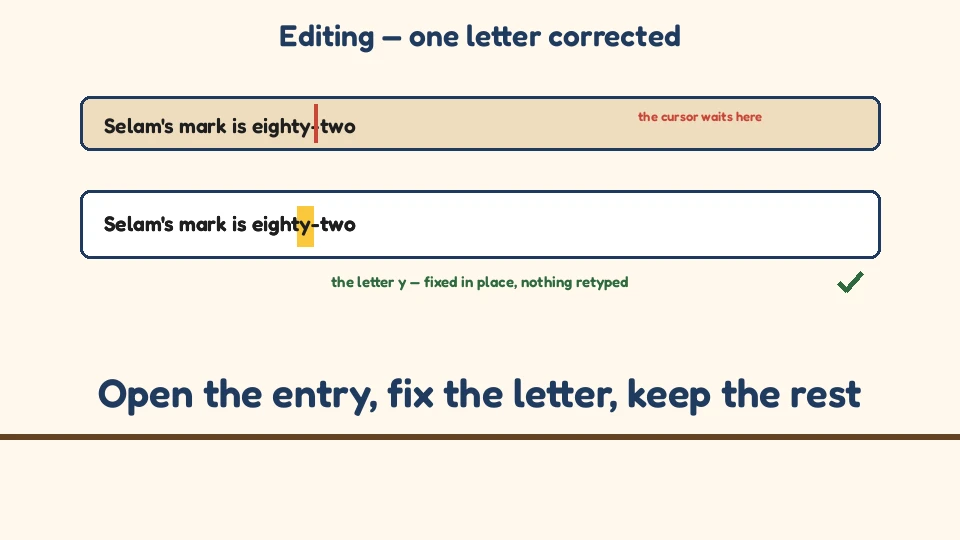 Editing — one letter corrected
Selam's mark is eighty-two
the cursor waits here
Selam's mark is eighty-two
the letter y — fixed in place, nothing retyped
Open the entry, fix the letter, keep the rest